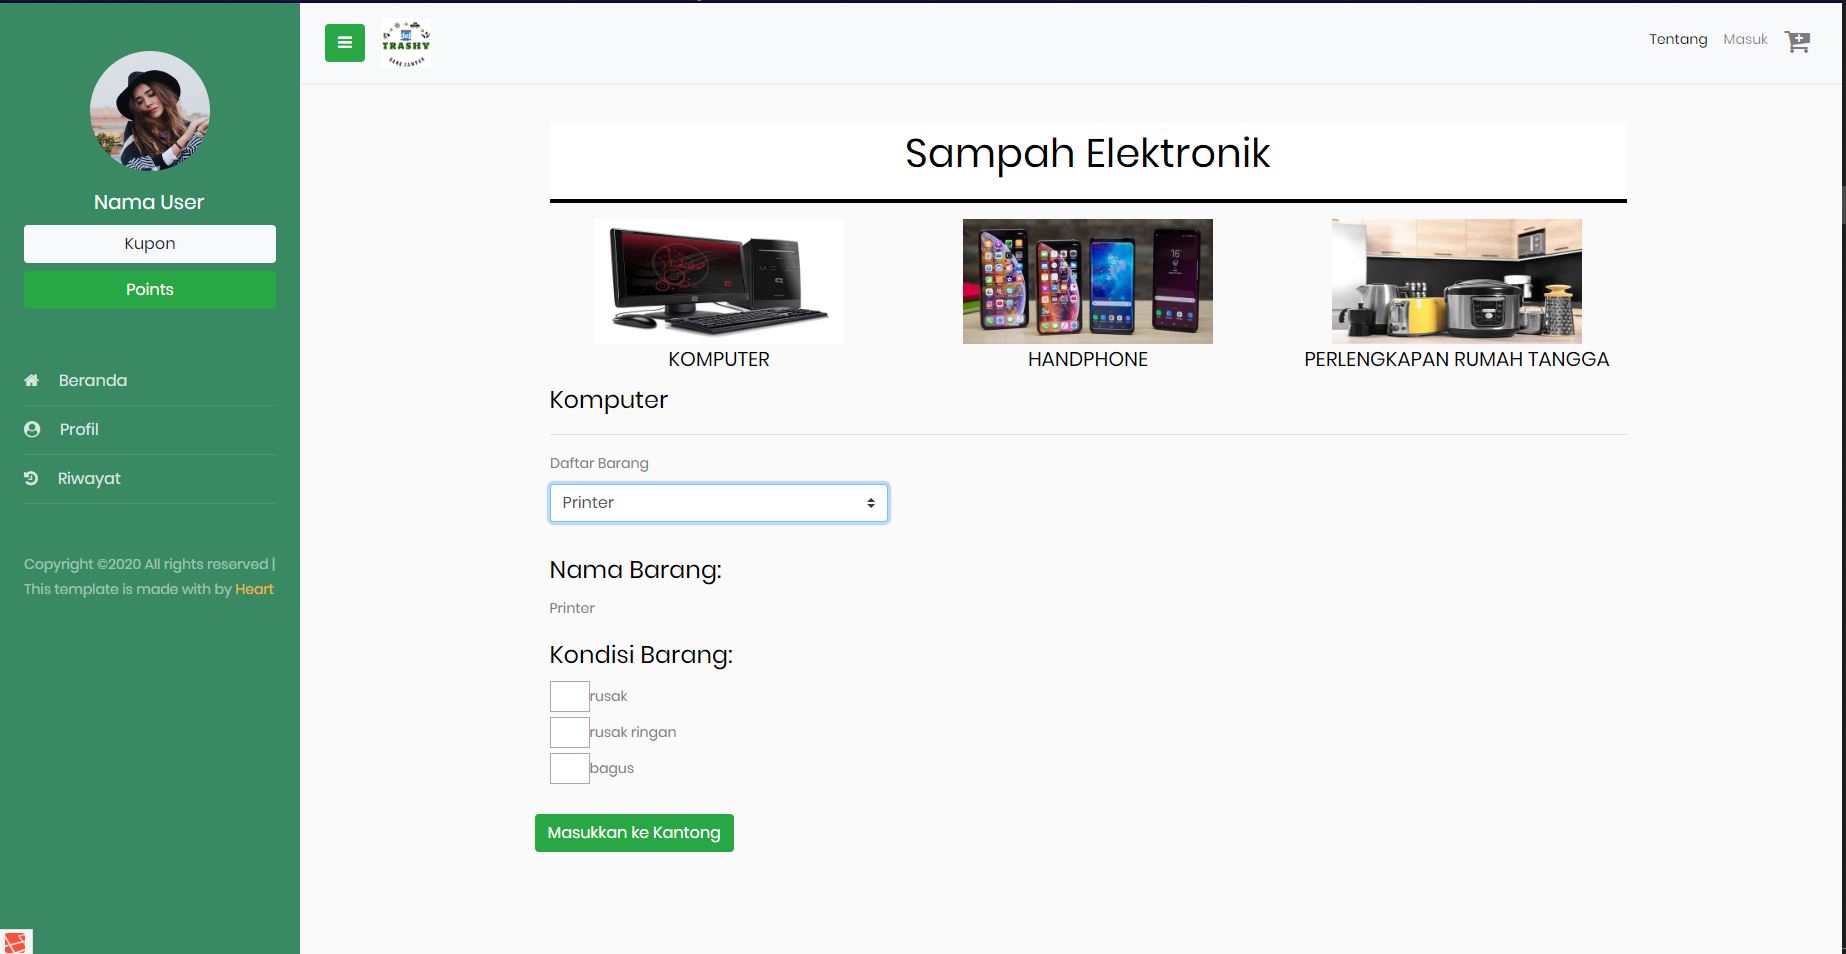 TRASHY
BANK SAMPAH
Tentang
Masuk
Nama User
Kupon
Points
Beranda
Profil
Riwayat
Copyright ©2020 All rights reserved |
This template is made with by Heart
Sampah Elektronik
KOMPUTER
HANDPHONE
PERLENGKAPAN RUMAH TANGGA
Komputer
Daftar Barang
Printer
Nama Barang:
Printer
Kondisi Barang:
rusak
rusak ringan
bagus
Masukkan ke Kantong